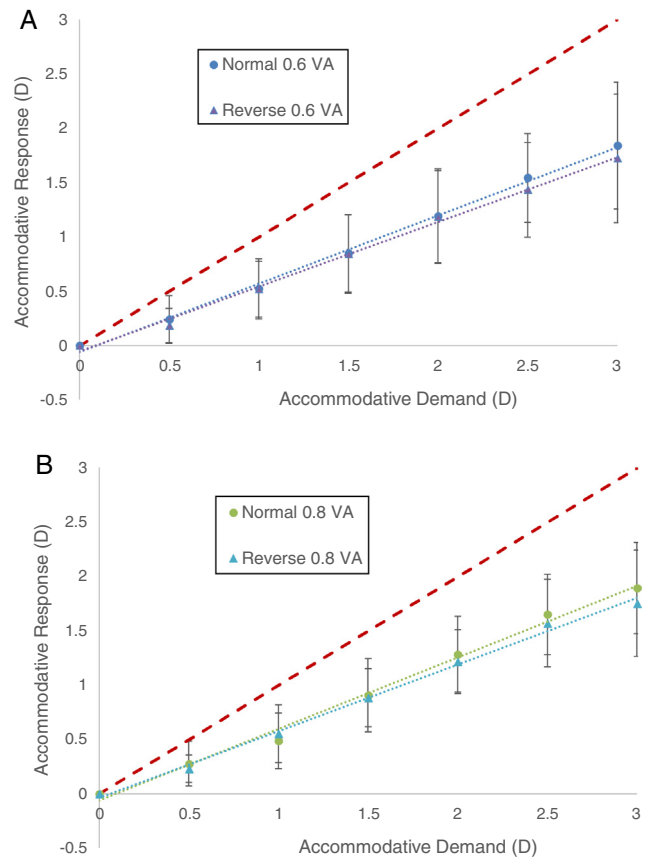 A
Accommodative Response (D)
3
2.5
2
1.5
1
0.5
0
-0.5
Normal 0.6 VA
Reverse 0.6 VA
0 0.5 1 1.5 2 2.5 3
Accommodative Demand (D)
B
Accommodative Response (D)
3
2.5
2
1.5
1
0.5
0
-0.5
Normal 0.8 VA
Reverse 0.8 VA
0 0.5 1 1.5 2 2.5 3
Accommodative Demand (D)